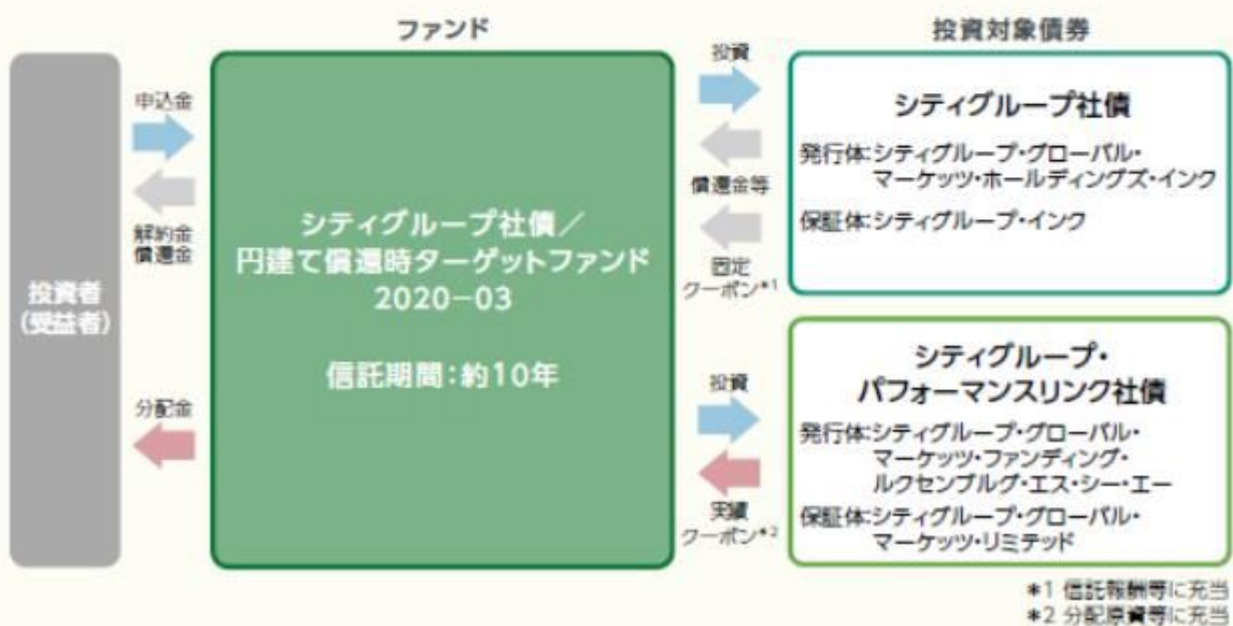 ファンド
投資対象債券
投資者
(受益者)
申込金
解約金
償還金
分配金
シティグループ社債／
円建て償還時ターゲットファンド
2020－03
信託期間：約10年
投資
償還金等
固定
クーポン*1
投資
実績
クーポン*2
シティグループ社債
発行体：シティグループ・グローバル・
マーケッツ・ホールディングズ・インク
保証体：シティグループ・インク
シティグループ・
パフォーマンスリンク社債
発行体：シティグループ・グローバル・
マーケッツ・ファンディング・
ルクセンブルグ・エス・シー・エー
保証体：シティグループ・グローバル・
マーケッツ・リミテッド
*1 信託報酬等に充当
*2 分配原資等に充当